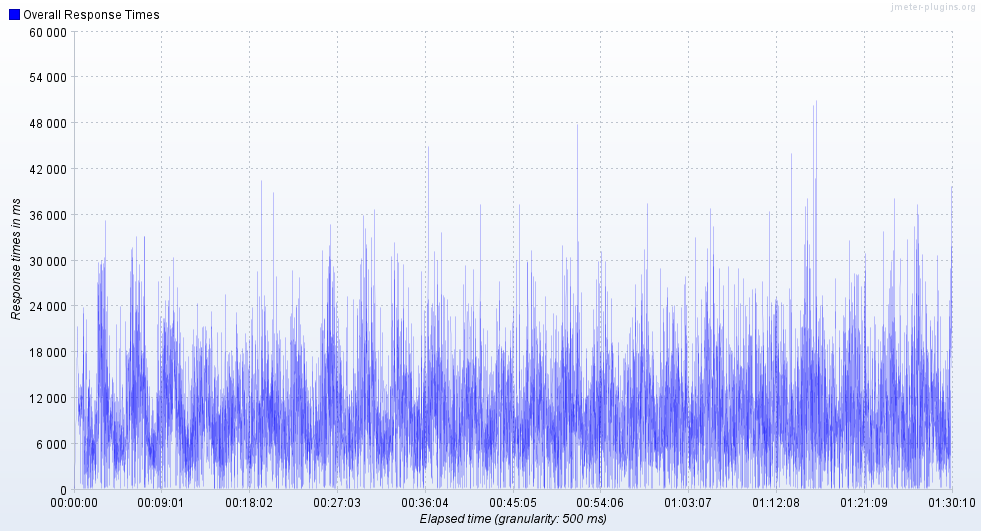 jmeter-plugins.org
Overall Response Times
60 000
54 000
48 000
42 000
36 000
30 000
24 000
18 000
12 000
6 000
0
Response times in ms
00:00:00 00:09:01 00:18:02 00:27:03 00:36:04 00:45:05 00:54:06 01:03:07 01:12:08 01:21:09 01:30:10
Elapsed time (granularity: 500 ms)